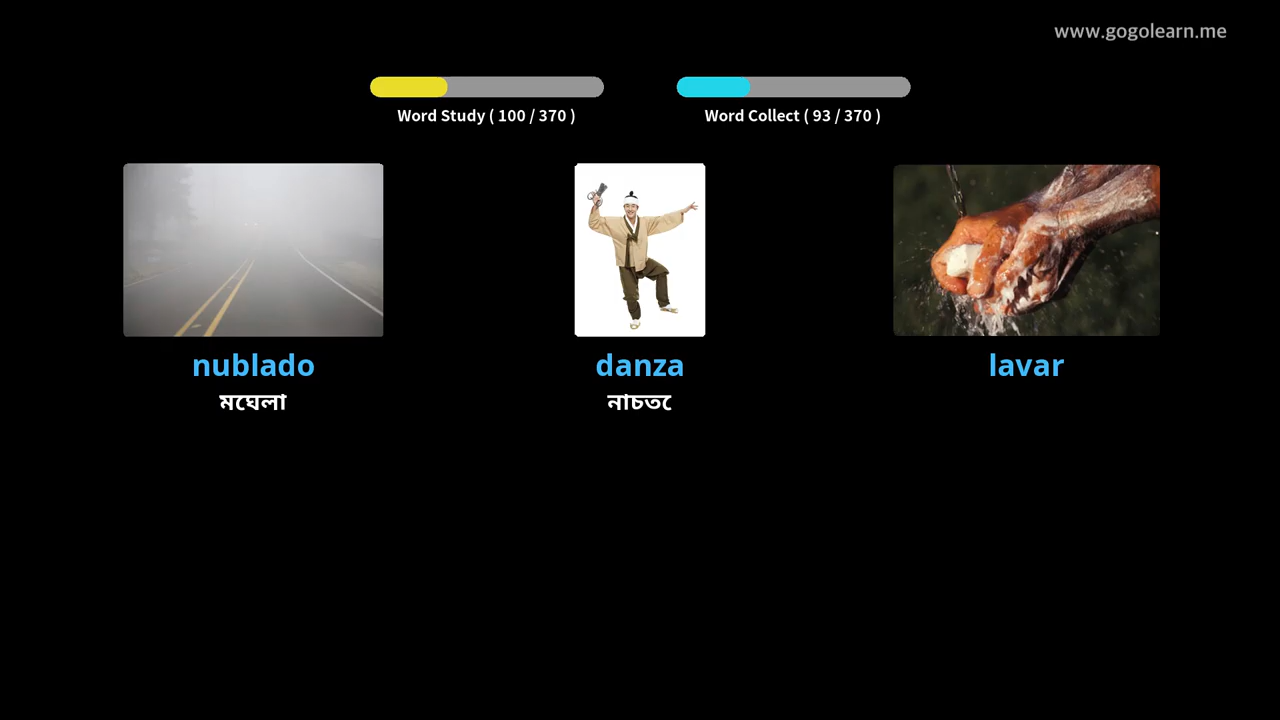 www.gogolearn.me
Word Study ( 100 / 370 )
Word Collect ( 93 / 370 )
nublado
মেঘলা
danza
নাচতে
lavar